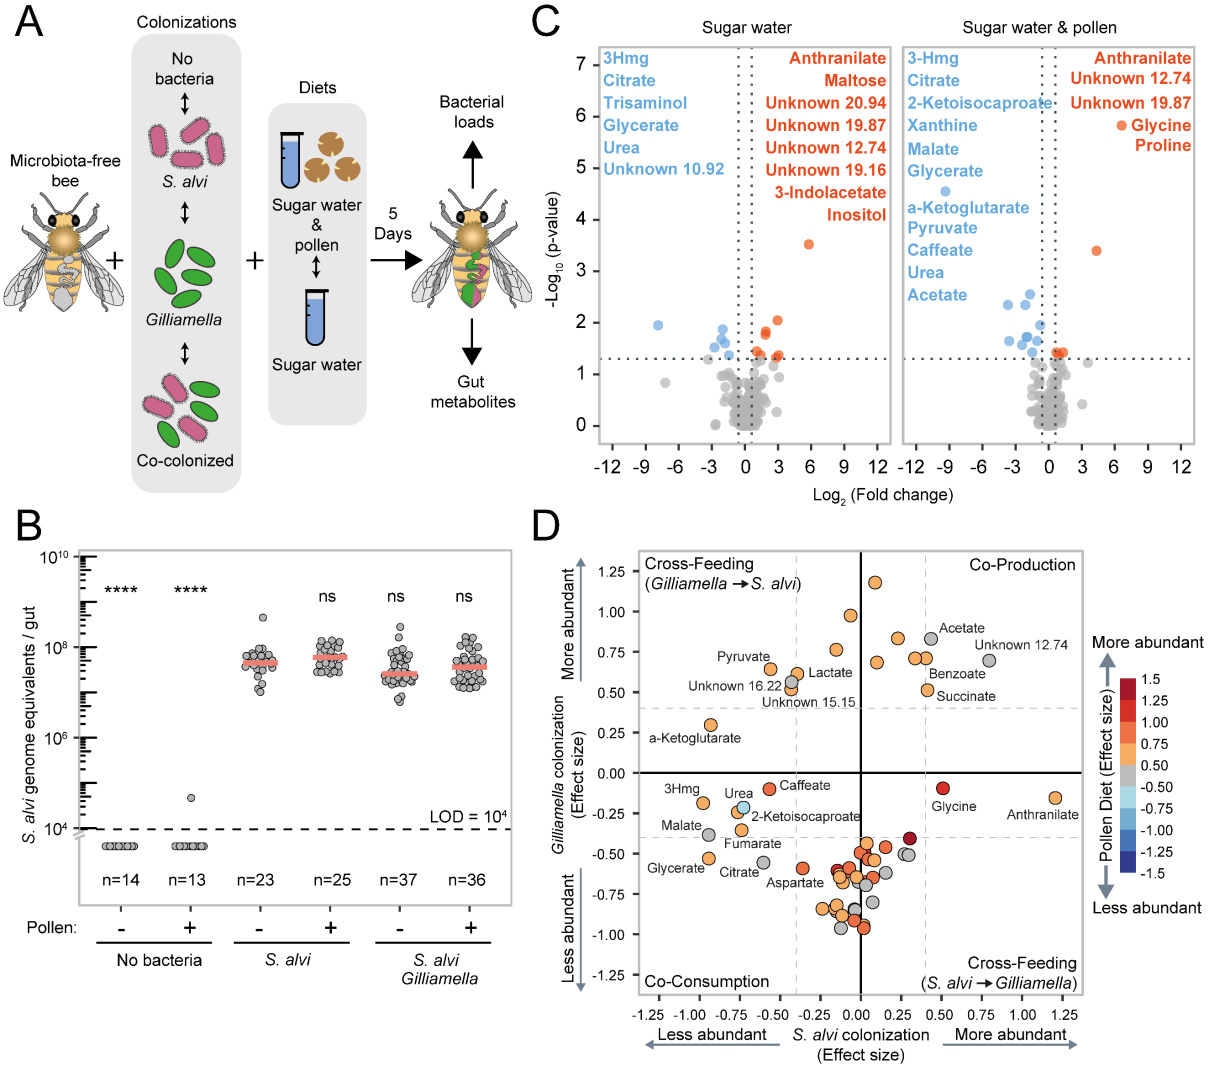 A
Colonizations
No
bacteria
S. alvi
Gilliamella
Co-colonized
Microbiota-free
bee
+
+
Diets
Sugar water
&
pollen
Sugar water
5
Days
Bacterial
loads
Gut
metabolites
B
S. alvi genome equivalents / gut
10^10
10^8
10^6
10^4
**** **** ns ns ns
LOD = 10^4
n=14 n=13 n=23 n=25 n=37 n=36
Pollen: - + - + - +
No bacteria
S. alvi
S. alvi
Gilliamella
C
Sugar water
3Hmg
Citrate
Trisaminol
Glycerate
Urea
Unknown 10.92
Anthranilate
Maltose
Unknown 20.94
Unknown 19.87
Unknown 12.74
Unknown 19.16
3-Indolacetate
Inositol
Sugar water & pollen
3-Hmg
Citrate
2-Ketoisocaproate
Xanthine
Malate
Glycerate
a-Ketoglutarate
Pyruvate
Caffeate
Urea
Acetate
Anthranilate
Unknown 12.74
Unknown 19.87
Glycine
Proline
-Log10 (p-value)
7
6
5
4
3
2
1
0
-12 -9 -6 -3 0 3 6 9 12
-12 -9 -6 -3 0 3 6 9 12
Log2 (Fold change)
D
Cross-Feeding
(Gilliamella → S. alvi)
Co-Production
Acetate
Unknown 12.74
Pyruvate
Lactate
Unknown 16.22
Unknown 15.15
Benzoate
Succinate
a-Ketoglutarate
3Hmg
Urea
Caffeate
2-Ketoisocaproate
Malate
Fumarate
Glycerate
Citrate
Aspartate
Glycine
Anthranilate
Co-Consumption
Cross-Feeding
(S. alvi → Gilliamella)
More abundant
Gilliamella colonization
(Effect size)
Less abundant
1.25
1.00
0.75
0.50
0.25
0.00
-0.25
-0.50
-0.75
-1.00
-1.25
-1.25 -1.00 -0.75 -0.50 -0.25 0.00 0.25 0.50 0.75 1.00 1.25
Less abundant
S. alvi colonization
(Effect size)
More abundant
More abundant
Pollen Diet (Effect size)
1.5
1.25
1.00
0.75
0.50
-0.50
-0.75
-1.00
-1.25
-1.5
Less abundant